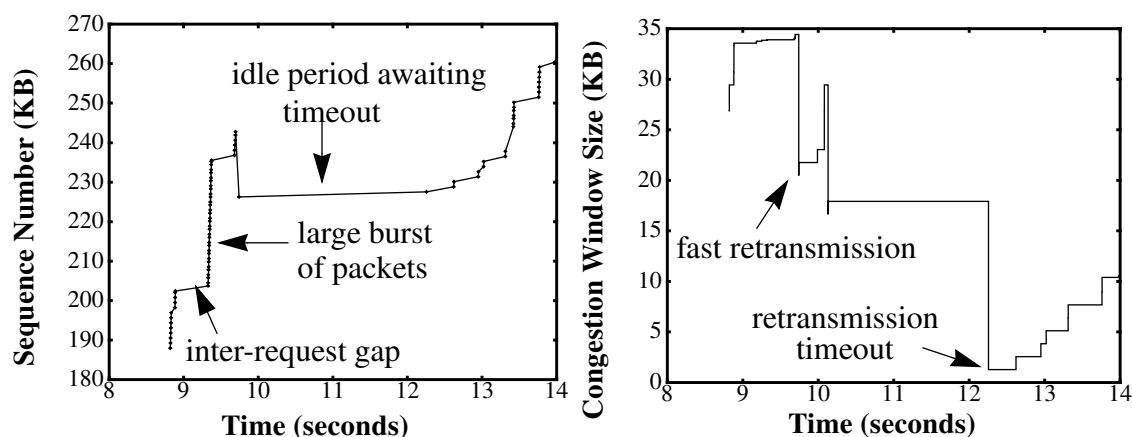 270
260
250
240
230
220
210
200
190
180
Sequence Number (KB)
idle period awaiting
timeout
large burst
of packets
inter-request gap
8 9 10 11 12 13 14
Time (seconds)
35
30
25
20
15
10
5
0
Congestion Window Size (KB)
fast retransmission
retransmission
timeout
8 9 10 11 12 13 14
Time (seconds)